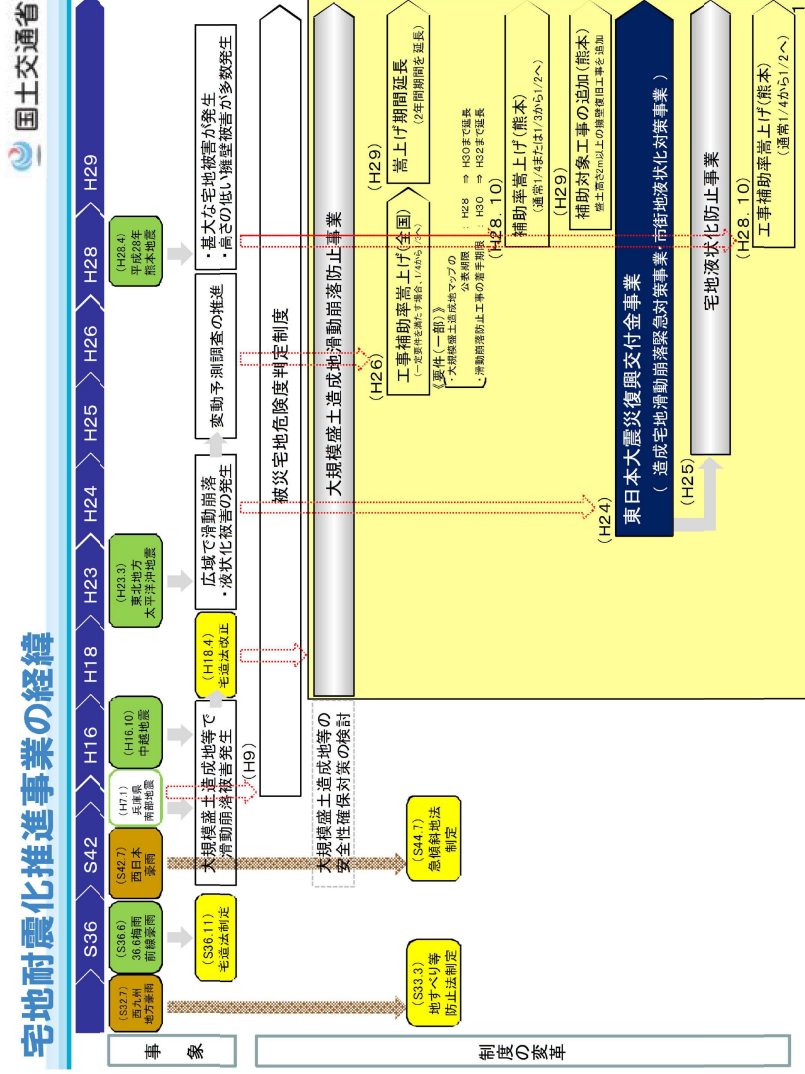 宅地耐震化推進事業の経緯
国土交通省
S36
S42
H16
H18
H23
H24
H25
H26
H28
H29
事象
(S32.7)
西九州
地方豪雨
(S36.6)
36.6梅雨
前線豪雨
(S42.7)
西日本
豪雨
(H7.1)
兵庫県
南部地震
(H16.10)
中越地震
(H23.3)
東北地方
太平洋沖地震
(H28.4)
平成28年
熊本地震
(S36.11)
宅造法制定
大規模盛土造成地等で
滑動崩落被害発生
(H18.4)
宅造法改正
広域で滑動崩落
・液状化被害の発生
変動予測調査の推進
・甚大な宅地被害が発生
・高さの低い擁壁被害が多数発生
制度の変革
(H9)
被災宅地危険度判定制度
大規模盛土造成地等の
安全性確保対策の検討
大規模盛土造成地滑動崩落防止事業
(S33.3)
地すべり等
防止法制定
(S44.7)
急傾斜地法
制定
(H26)
工事補助率嵩上げ(全国)
(一定要件を満たす場合、1/4から1/3へ)
《要件(一部)》
・大規模盛土造成地マップの
公表期限 : H28 ⇒ H30まで延長
・滑動崩落防止工事の着手期限 : H30 ⇒ H32まで延長
(H29)
嵩上げ期間延長
(2年間期間を延長)
(H28.10)
補助率嵩上げ(熊本)
(通常1/4または1/3から1/2へ)
(H29)
補助対象工事の追加(熊本)
盛土高さ2m以上の擁壁復旧工事を追加
(H24)
東日本大震災復興交付金事業
( 造成宅地滑動崩落緊急対策事業・市街地液状化対策事業 )
(H25)
宅地液状化防止事業
(H28.10)
工事補助率嵩上げ(熊本)
(通常1/4から1/2へ)
1